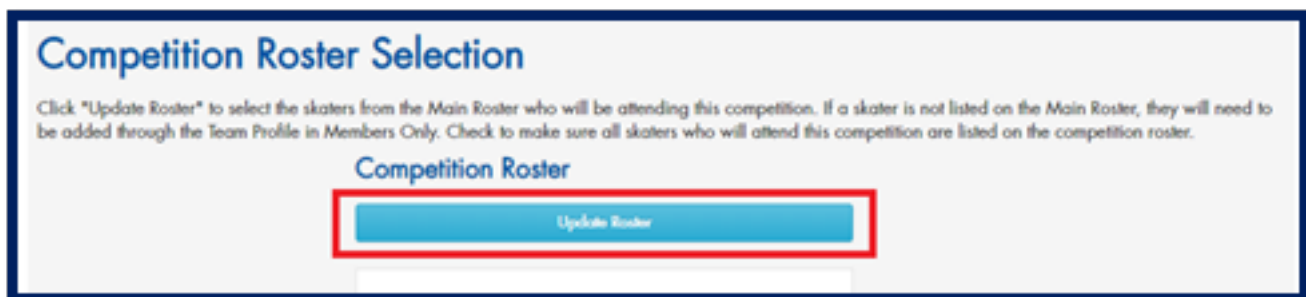 Competition Roster Selection
Click "Update Roster" to select the skaters from the Main Roster who will be attending this competition. If a skater is not listed on the Main Roster, they will need to
be added through the Team Profile in Members Only. Check to make sure all skaters who will attend this competition are listed on the competition roster.
Competition Roster
Update Roster